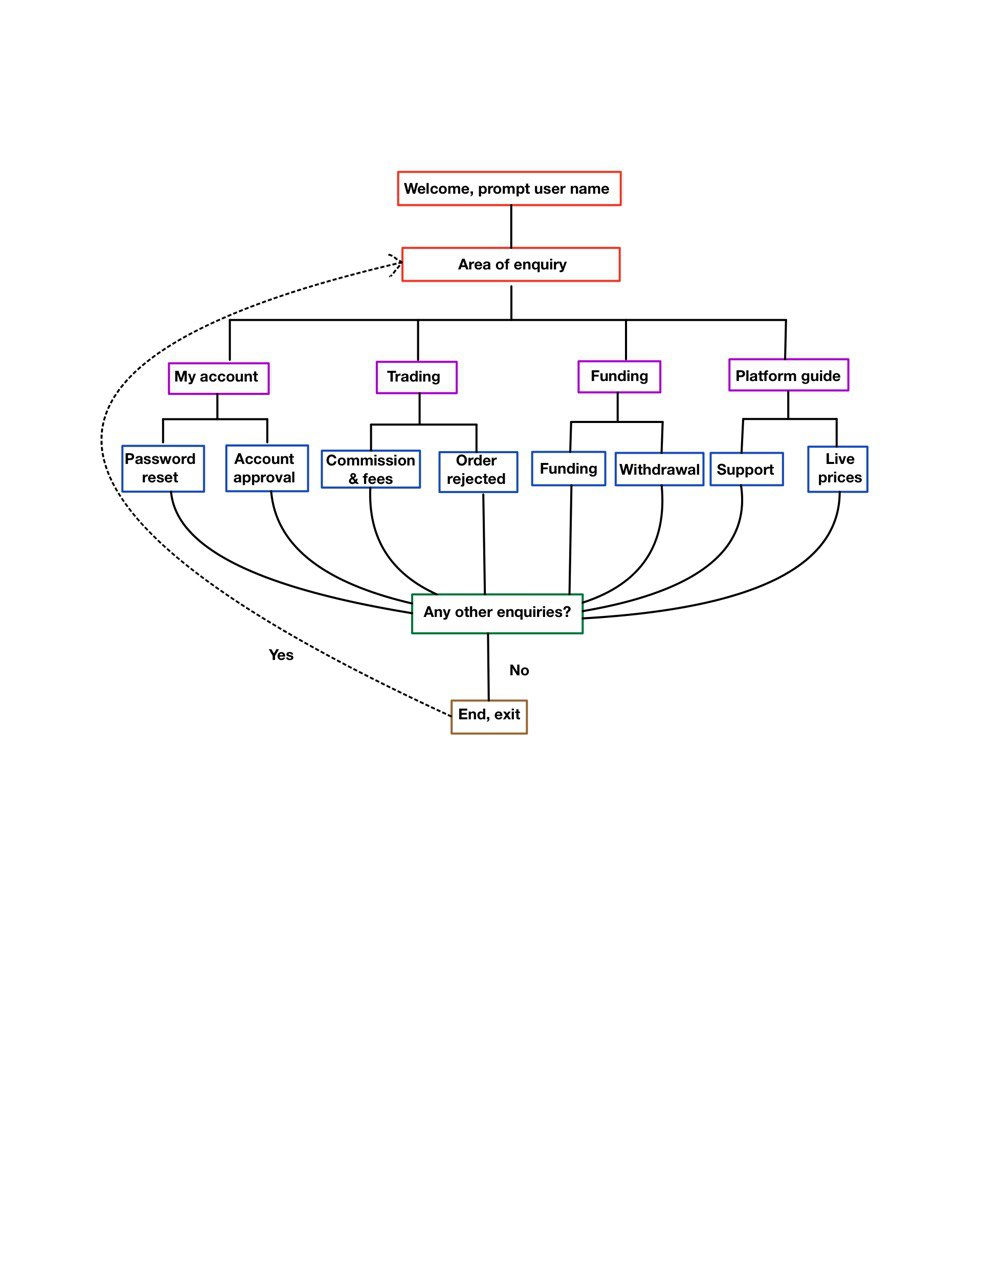 Welcome, prompt user name
Area of enquiry
My account
Trading
Funding
Platform guide
Password
reset
Account
approval
Commission
& fees
Order
rejected
Funding
Withdrawal
Support
Live
prices
Any other enquiries?
Yes
No
End, exit